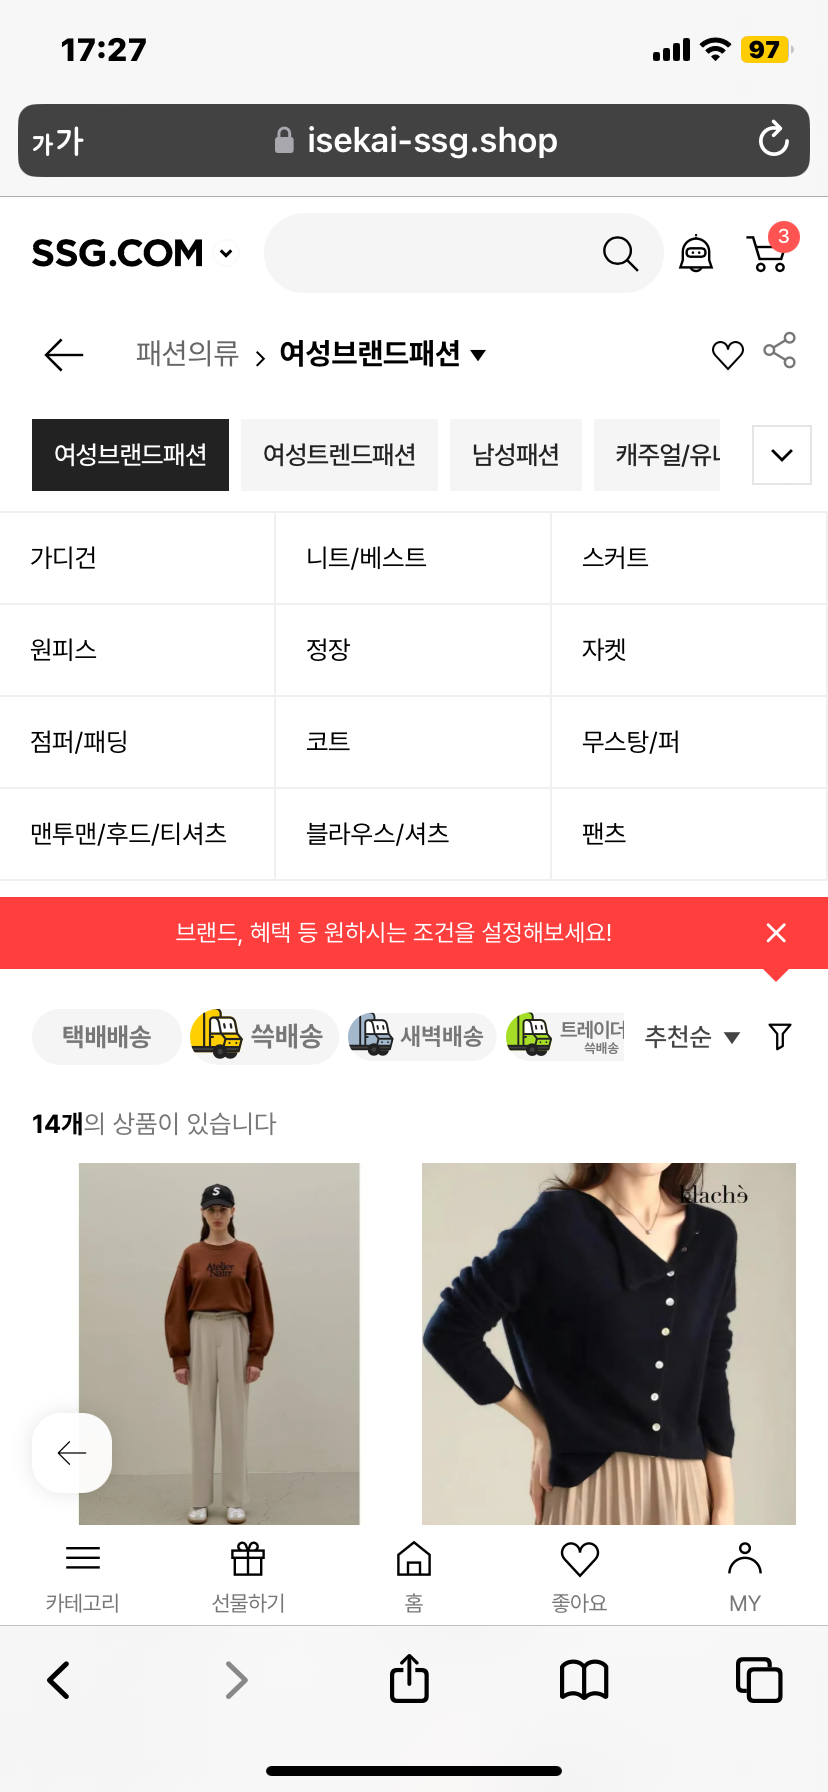 17:27
97
가가
isekai-ssg.shop
SSG.COM
3
패션의류 > 여성브랜드패션
여성브랜드패션 여성트렌드패션 남성패션 캐주얼/유니
가디건 니트/베스트 스커트
원피스 정장 자켓
점퍼/패딩 코트 무스탕/퍼
맨투맨/후드/티셔츠 블라우스/셔츠 팬츠
브랜드, 혜택 등 원하시는 조건을 설정해보세요!
택배배송 쓱배송 새벽배송 트레이더 쓱배송 추천순
14개의 상품이 있습니다
S
Atelier
Nain
blachè
카테고리 선물하기 홈 좋아요 MY